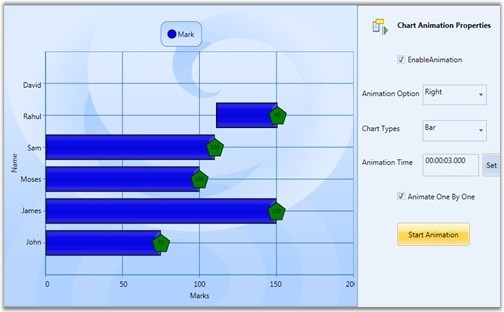 Mark
Chart Animation Properties
EnableAnimation
Animation Option
Right
Chart Types
Bar
Animation Time
00:00:03.000
Set
Animate One By One
Start Animation
Name
David
Rahul
Sam
Moses
James
John
0
50
100
150
Marks